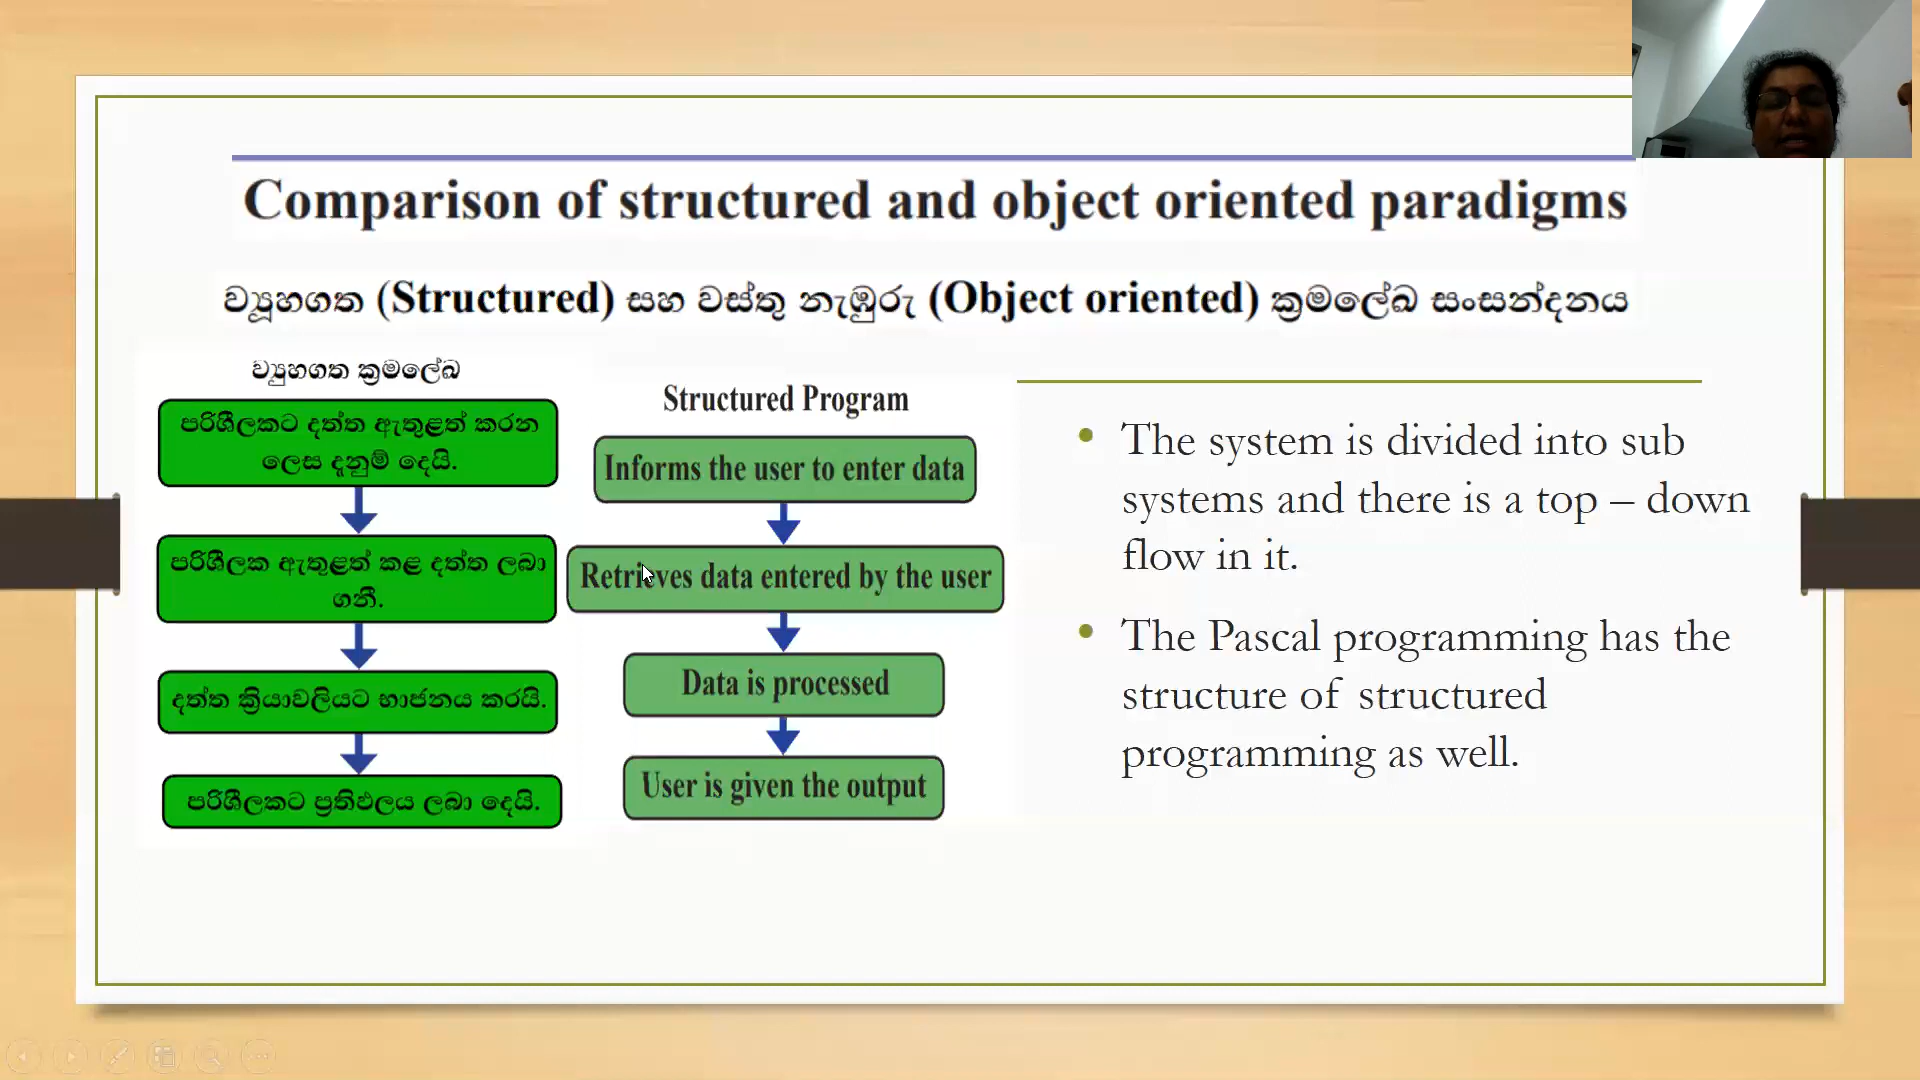 Comparison of structured and object oriented paradigms
ව්‍යූහගත (Structured) සහ වස්තු නැඹුරු (Object oriented) ක්‍රමලේඛ සංසන්දනය
ව්‍යුහගත ක්‍රමලේඛ
පරිශීලකට දත්ත ඇතුළත් කරන
ලෙස දැනුම් දෙයි.
පරිශීලක ඇතුළත් කළ දත්ත ලබා
ගනී.
දත්ත ක්‍රියාවලියට භාජනය කරයි.
පරිශීලකට ප්‍රතිඵලය ලබා දෙයි.
Structured Program
Informs the user to enter data
Retrieves data entered by the user
Data is processed
User is given the output
• The system is divided into sub
systems and there is a top – down
flow in it.
• The Pascal programming has the
structure of structured
programming as well.